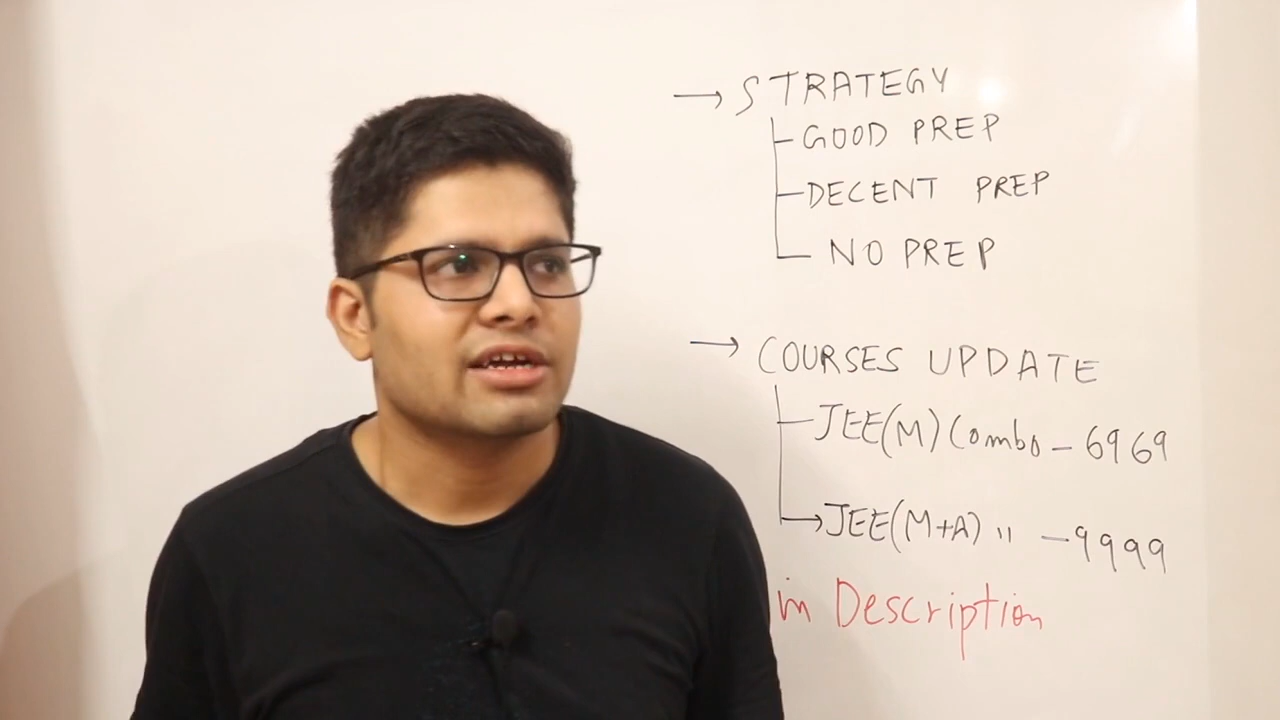 → STRATEGY
GOOD PREP
DECENT PREP
NO PREP
→ COURSES UPDATE
JEE(M) Combo - 6969
→ JEE(M+A) " - 9999
in Description